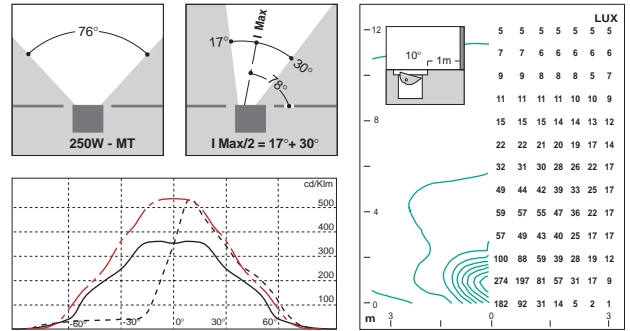 76°
250W - MT
17°
I Max
30°
78°
I Max/2 = 17°+ 30°
cd/Klm
500
400
300
200
100
-60°
-30°
0°
30°
60°
LUX
12
10°
1m
8
4
0
m
3
0
3
5 5 5 5 5 5 5
7 7 6 6 6 6 6
9 9 8 8 8 5 7
11 11 11 11 10 10 9
15 15 15 14 14 13 12
22 22 21 20 19 17 14
32 31 30 28 26 22 17
49 44 42 39 33 25 17
59 57 55 47 36 22 17
57 49 43 40 25 17 17
100 88 59 39 28 19 12
274 197 81 57 31 17 9
182 92 31 14 5 2 1